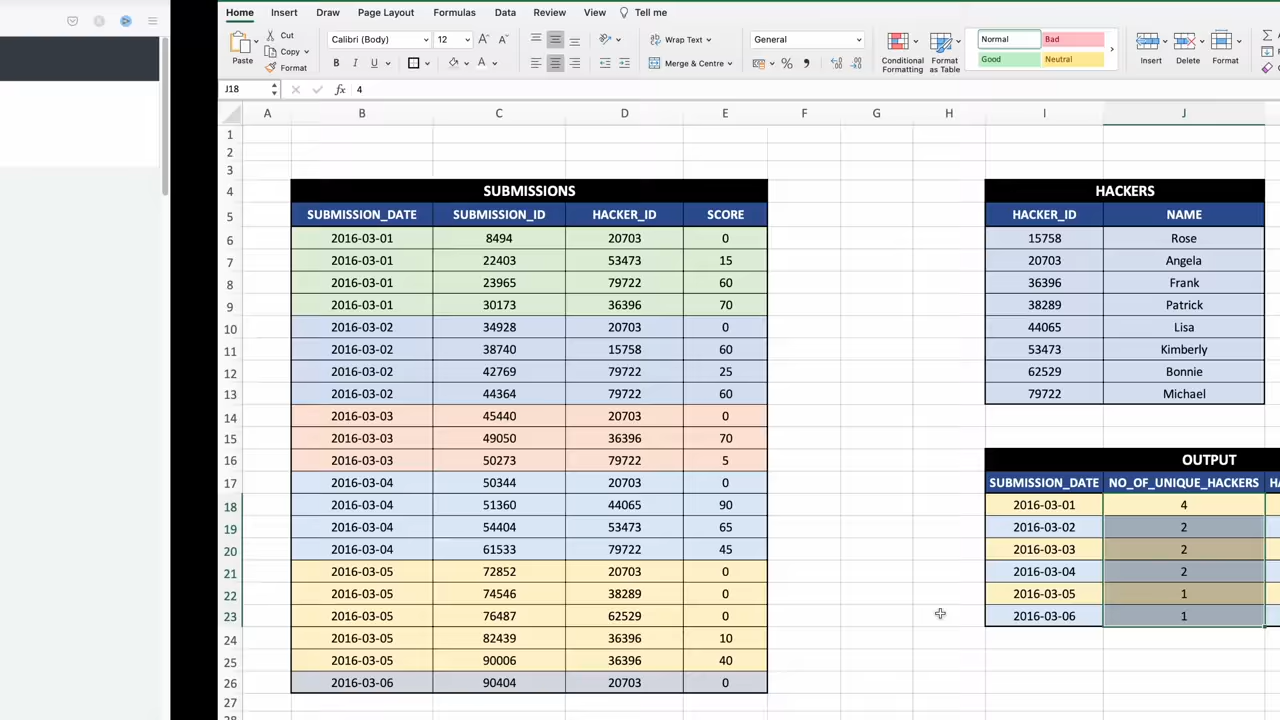 Home Insert Draw Page Layout Formulas Data Review View Tell me
Paste
Cut
Copy
Format
Calibri (Body) 12
A A
B I U A
Wrap Text
Merge & Centre
General
%
Conditional Formatting
Format as Table
Normal Bad
Good Neutral
Insert Delete Format
J18 fx 4
A B C D E F G H I J
1
2
3
4 SUBMISSIONS HACKERS
5 SUBMISSION_DATE SUBMISSION_ID HACKER_ID SCORE HACKER_ID NAME
6 2016-03-01 8494 20703 0 15758 Rose
7 2016-03-01 22403 53473 15 20703 Angela
8 2016-03-01 23965 79722 60 36396 Frank
9 2016-03-01 30173 36396 70 38289 Patrick
10 2016-03-02 34928 20703 0 44065 Lisa
11 2016-03-02 38740 15758 60 53473 Kimberly
12 2016-03-02 42769 79722 25 62529 Bonnie
13 2016-03-02 44364 79722 60 79722 Michael
14 2016-03-03 45440 20703 0
15 2016-03-03 49050 36396 70
16 2016-03-03 50273 79722 5 OUTPUT
17 2016-03-04 50344 20703 0 SUBMISSION_DATE NO_OF_UNIQUE_HACKERS HA
18 2016-03-04 51360 44065 90 2016-03-01 4
19 2016-03-04 54404 53473 65 2016-03-02 2
20 2016-03-04 61533 79722 45 2016-03-03 2
21 2016-03-05 72852 20703 0 2016-03-04 2
22 2016-03-05 74546 38289 0 2016-03-05 1
23 2016-03-05 76487 62529 0 2016-03-06 1
24 2016-03-05 82439 36396 10
25 2016-03-05 90006 36396 40
26 2016-03-06 90404 20703 0
27